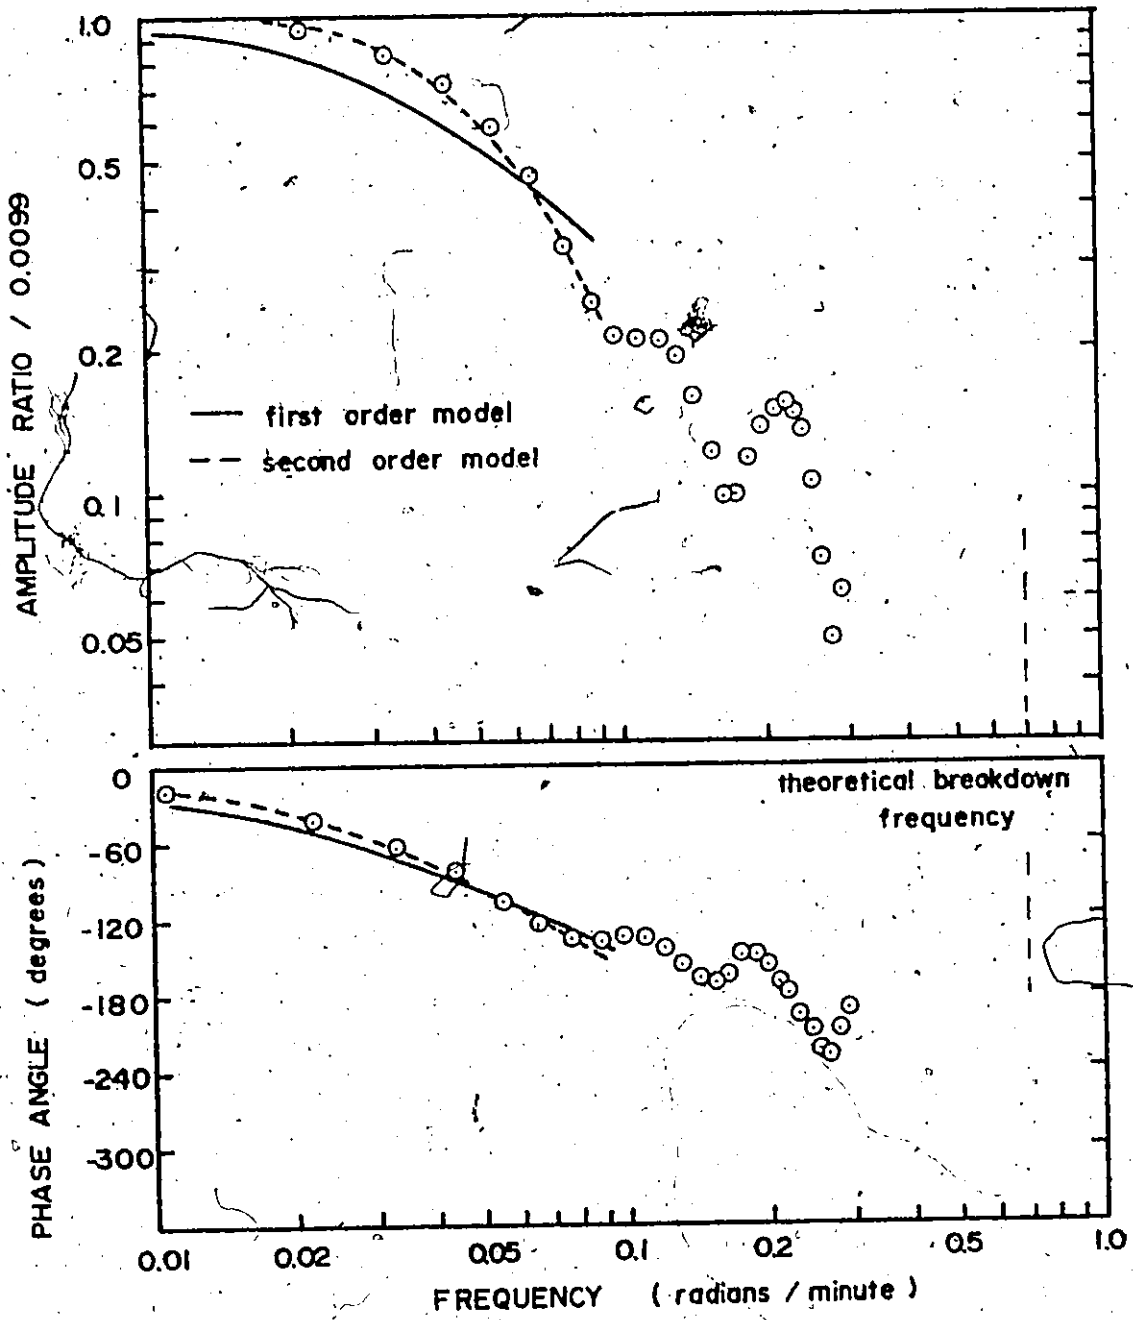 1.0
0.5
0.2
0.1
0.05
AMPLITUDE RATIO / 0.0099
first order model
second order model
0
-60
-120
-180
-240
-300
PHASE ANGLE ( degrees )
theoretical breakdown
frequency
0.01
0.02
0.05
0.1
0.2
0.5
1.0
FREQUENCY ( radians / minute )